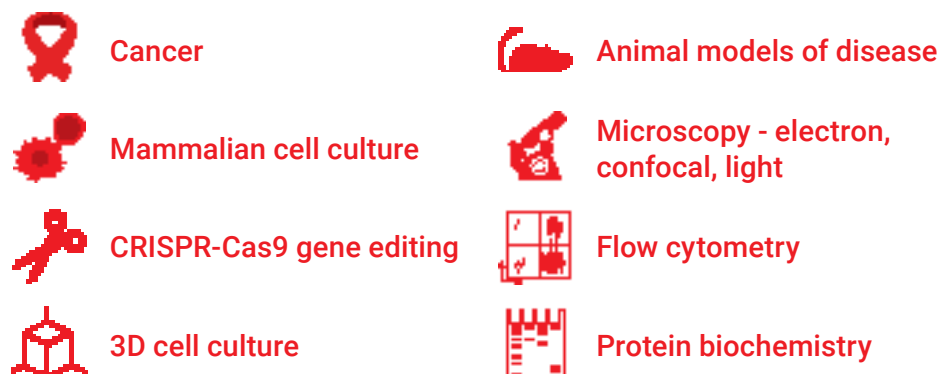 Cancer
Animal models of disease
Mammalian cell culture
Microscopy - electron,
confocal, light
CRISPR-Cas9 gene editing
Flow cytometry
3D cell culture
Protein biochemistry